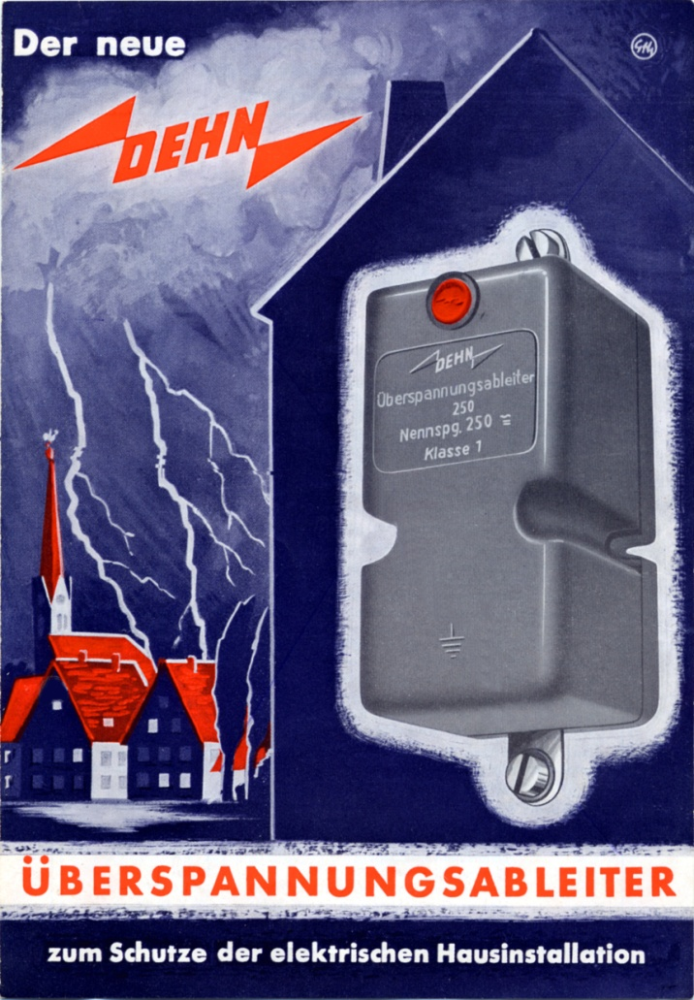 Der neue
DEHN
DEHN
Überspannungsableiter
250
Nennspg. 250 ≂
Klasse 1
ÜBERSPANNUNGSABLEITER
zum Schutze der elektrischen Hausinstallation